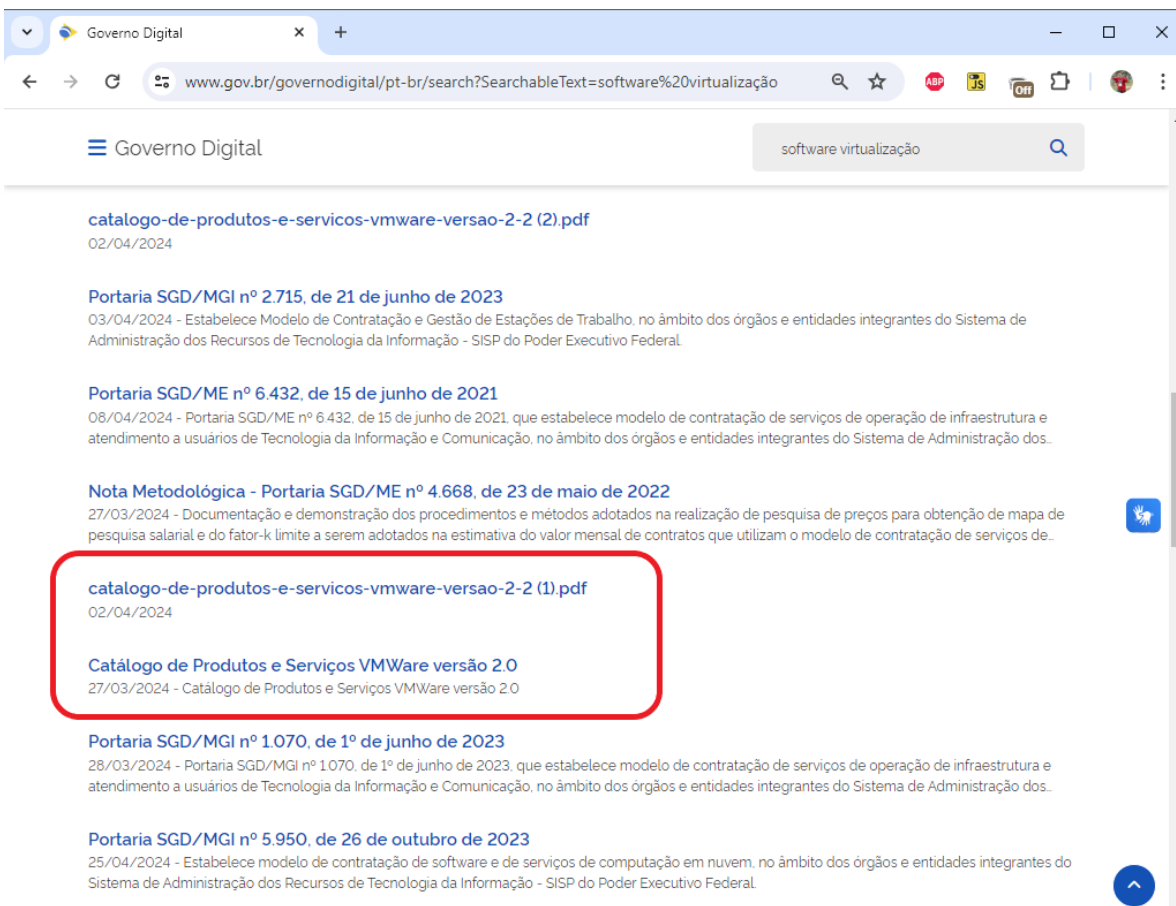 Governo Digital
www.gov.br/governodigital/pt-br/search?SearchableText=software%20virtualização
ABP
JS
Off
Governo Digital
software virtualização
catalogo-de-produtos-e-servicos-vmware-versao-2-2 (2).pdf
02/04/2024
Portaria SGD/MGI nº 2.715, de 21 de junho de 2023
03/04/2024 - Estabelece Modelo de Contratação e Gestão de Estações de Trabalho, no âmbito dos órgãos e entidades integrantes do Sistema de
Administração dos Recursos de Tecnologia da Informação - SISP do Poder Executivo Federal.
Portaria SGD/ME nº 6.432, de 15 de junho de 2021
08/04/2024 - Portaria SGD/ME nº 6.432, de 15 de junho de 2021, que estabelece modelo de contratação de serviços de operação de infraestrutura e
atendimento a usuários de Tecnologia da Informação e Comunicação, no âmbito dos órgãos e entidades integrantes do Sistema de Administração dos...
Nota Metodológica - Portaria SGD/ME nº 4.668, de 23 de maio de 2022
27/03/2024 - Documentação e demonstração dos procedimentos e métodos adotados na realização de pesquisa de preços para obtenção de mapa de
pesquisa salarial e do fator-k limite a serem adotados na estimativa do valor mensal de contratos que utilizam o modelo de contratação de serviços de...
catalogo-de-produtos-e-servicos-vmware-versao-2-2 (1).pdf
02/04/2024
Catálogo de Produtos e Serviços VMWare versão 2.0
27/03/2024 - Catálogo de Produtos e Serviços VMWare versão 2.0
Portaria SGD/MGI nº 1.070, de 1º de junho de 2023
28/03/2024 - Portaria SGD/MGI nº 1.070, de 1º de junho de 2023, que estabelece modelo de contratação de serviços de operação de infraestrutura e
atendimento a usuários de Tecnologia da Informação e Comunicação, no âmbito dos órgãos e entidades integrantes do Sistema de Administração dos...
Portaria SGD/MGI nº 5.950, de 26 de outubro de 2023
25/04/2024 - Estabelece modelo de contratação de software e de serviços de computação em nuvem, no âmbito dos órgãos e entidades integrantes do
Sistema de Administração dos Recursos de Tecnologia da Informação - SISP do Poder Executivo Federal.